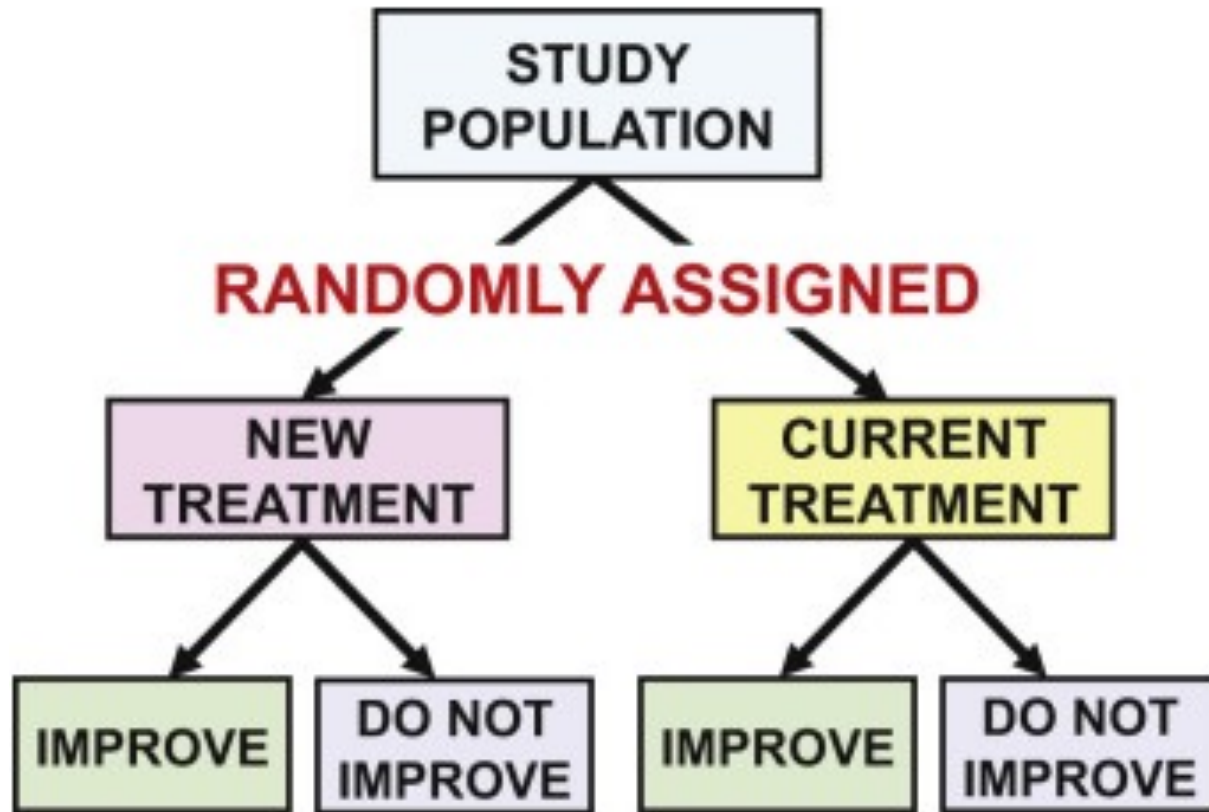 STUDY
POPULATION
RANDOMLY ASSIGNED
NEW
TREATMENT
CURRENT
TREATMENT
IMPROVE
DO NOT
IMPROVE
IMPROVE
DO NOT
IMPROVE